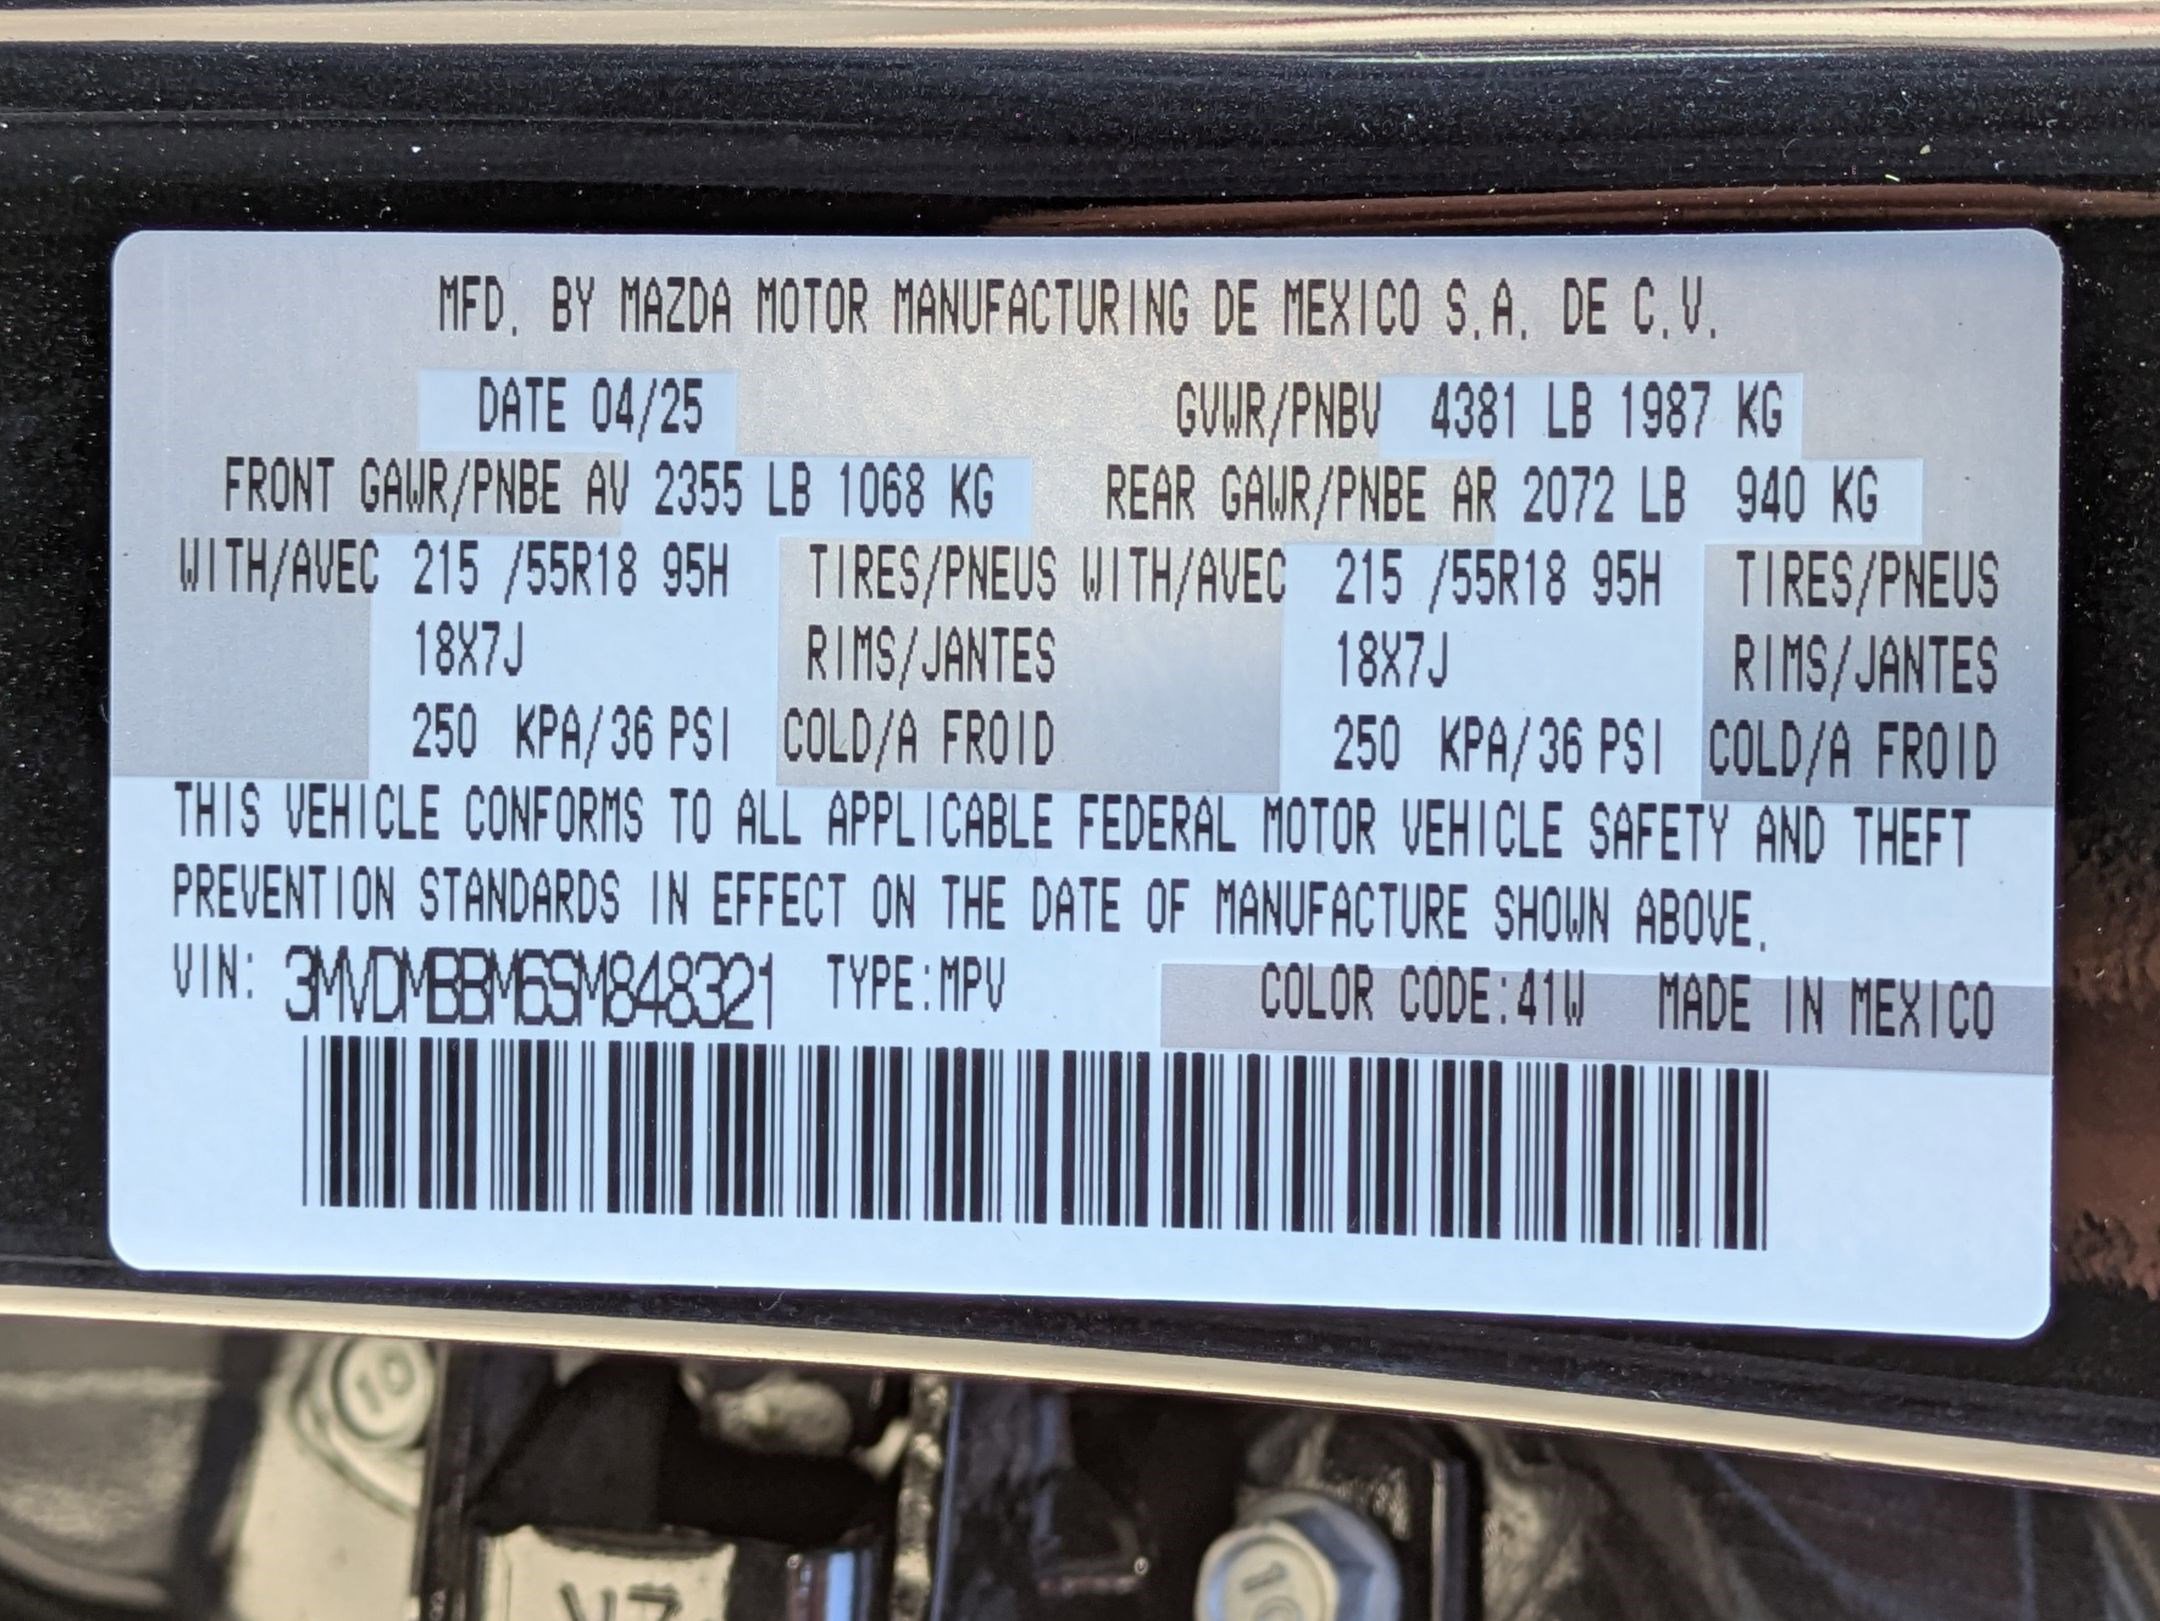 MFD. BY MAZDA MOTOR MANUFACTURING DE MEXICO S.A. DE C.V.
DATE 04/25 GVWR/PNBV 4381 LB 1987 KG
FRONT GAWR/PNBE AV 2355 LB 1068 KG REAR GAWR/PNBE AR 2072 LB 940 KG
WITH/AVEC 215 /55R18 95H TIRES/PNEUS WITH/AVEC 215 /55R18 95H TIRES/PNEUS
18X7J RIMS/JANTES 18X7J RIMS/JANTES
250 KPA/36 PSI COLD/A FROID 250 KPA/36 PSI COLD/A FROID
THIS VEHICLE CONFORMS TO ALL APPLICABLE FEDERAL MOTOR VEHICLE SAFETY AND THEFT
PREVENTION STANDARDS IN EFFECT ON THE DATE OF MANUFACTURE SHOWN ABOVE.
VIN: 3MVDMBBM6SM848321 TYPE:MPV COLOR CODE:41W MADE IN MEXICO
10